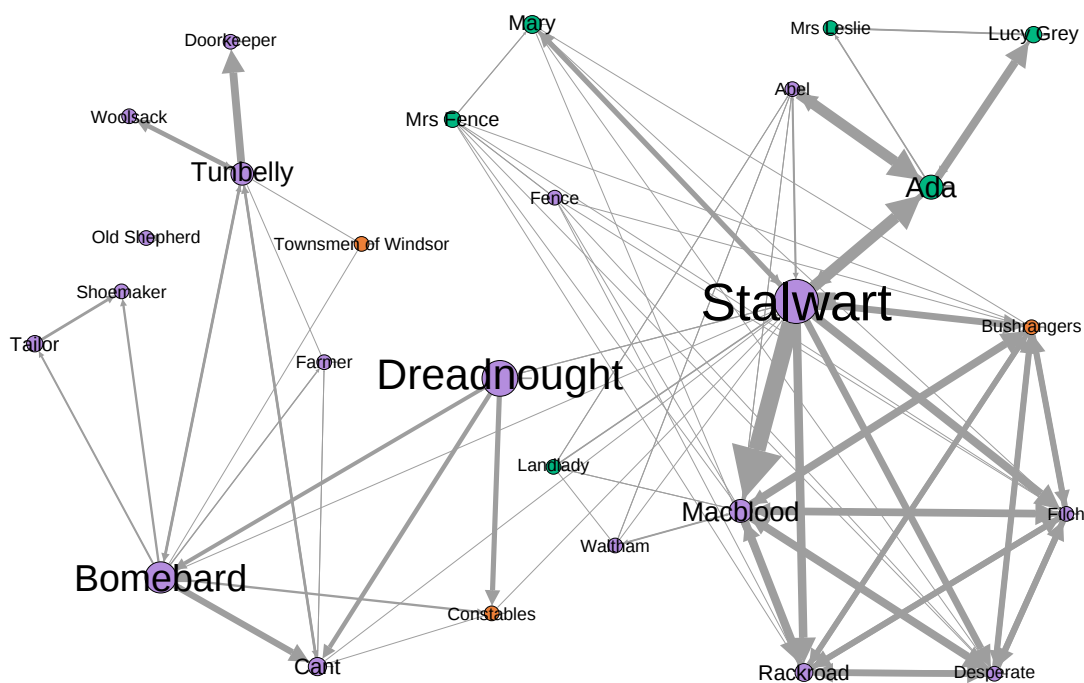 Mary
Mrs Leslie
Lucy Grey
Doorkeeper
Abel
Woolsack
Mrs Fence
Tunbelly
Ada
Fence
Old Shepherd
Townsmen of Windsor
Shoemaker
Stalwart
Bushrangers
Tailor
Farmer
Dreadnought
Landlady
Macblood
Filch
Waltham
Bomebard
Constables
Cant
Rackroad
Desperate